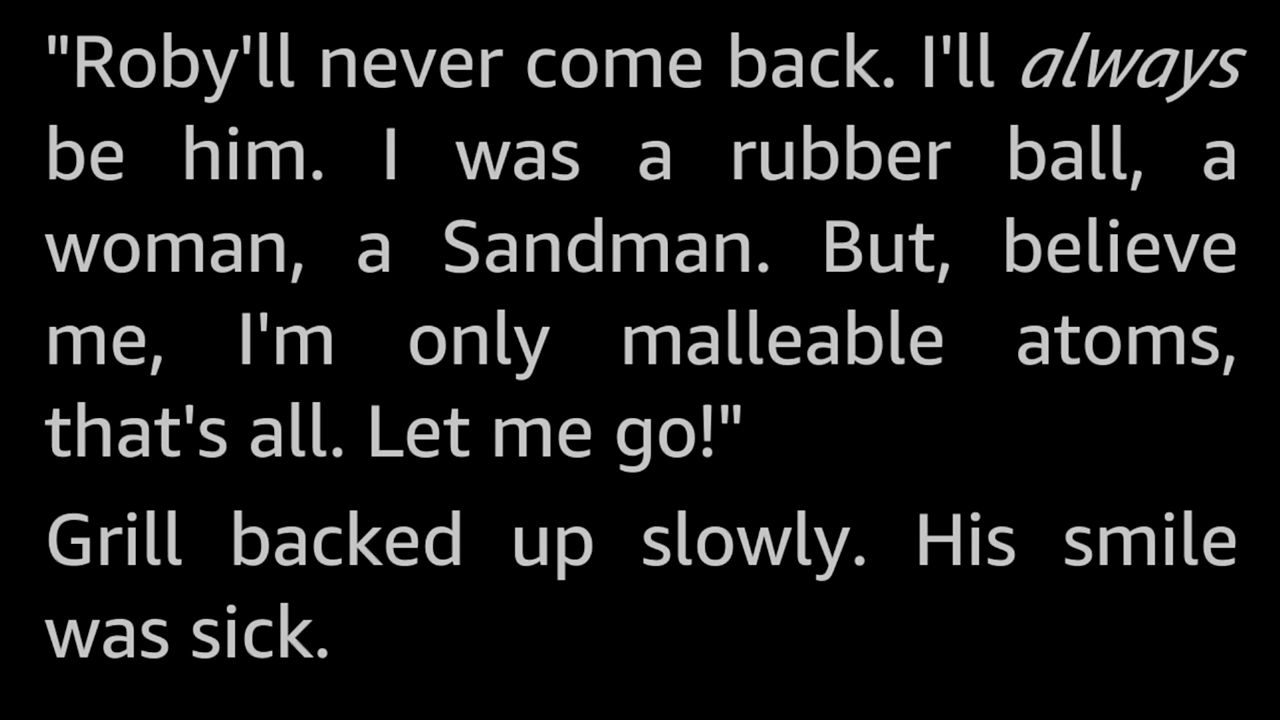 "Roby'll never come back. I'll always
be him. I was a rubber ball, a
woman, a Sandman. But, believe
me, I'm only malleable atoms,
that's all. Let me go!"
Grill backed up slowly. His smile
was sick.